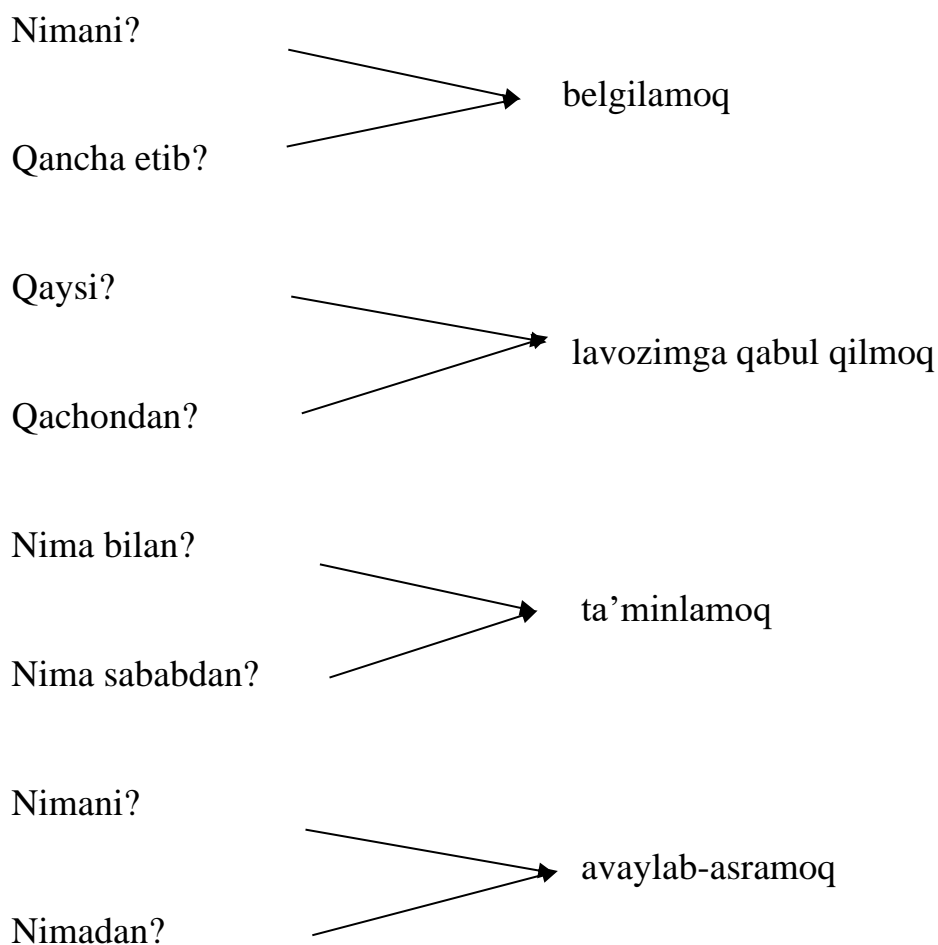 Nimani?
belgilamoq
Qancha etib?
Qaysi?
lavozimga qabul qilmoq
Qachondan?
Nima bilan?
ta’minlamoq
Nima sababdan?
Nimani?
avaylab-asramoq
Nimadan?